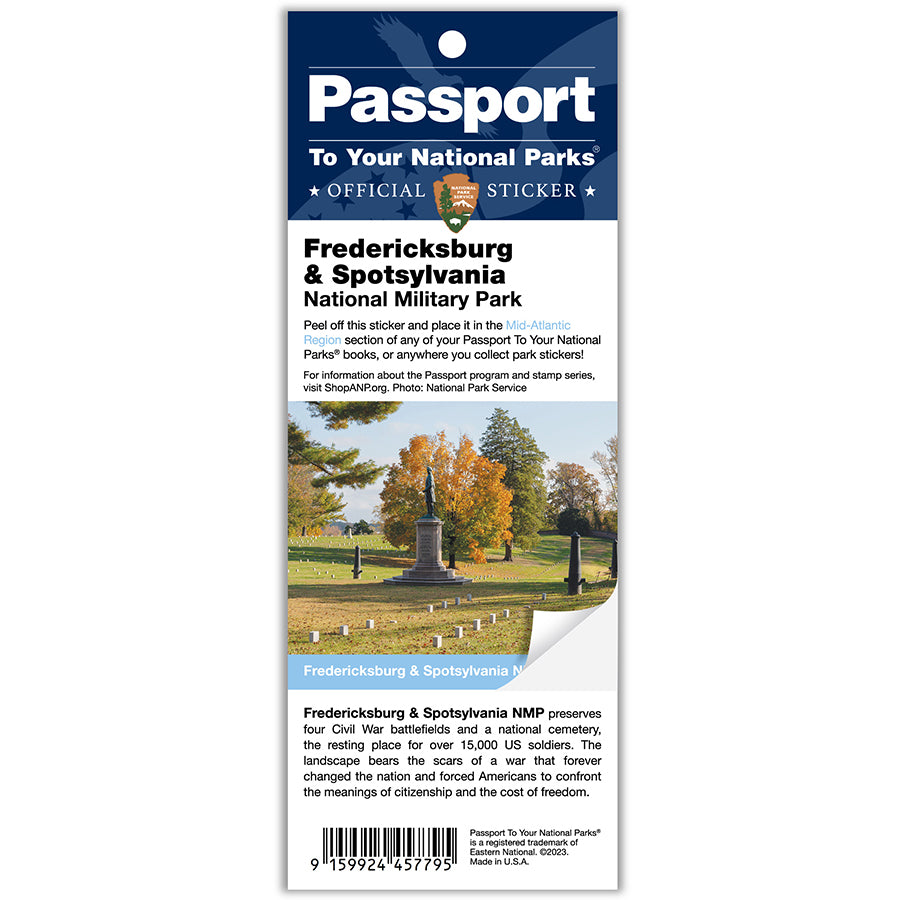 Passport
To Your National Parks®
★ OFFICIAL STICKER ★
NATIONAL
PARK
SERVICE
Fredericksburg
& Spotsylvania
National Military Park
Peel off this sticker and place it in the Mid-Atlantic
Region section of any of your Passport To Your National
Parks® books, or anywhere you collect park stickers!
For information about the Passport program and stamp series,
visit ShopANP.org. Photo: National Park Service
Fredericksburg & Spotsylvania N
Fredericksburg & Spotsylvania NMP preserves
four Civil War battlefields and a national cemetery,
the resting place for over 15,000 US soldiers. The
landscape bears the scars of a war that forever
changed the nation and forced Americans to confront
the meanings of citizenship and the cost of freedom.
9 159924 457795
Passport To Your National Parks®
is a registered trademark of
Eastern National. ©2023.
Made in U.S.A.